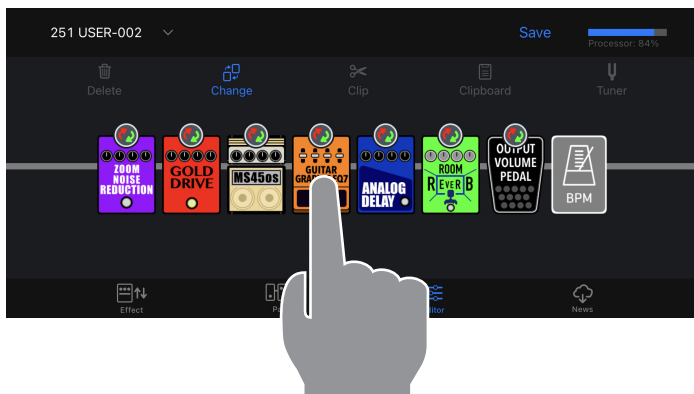 251 USER-002
Save
Processor: 84%
Delete
Change
Clip
Clipboard
Tuner
ZOOM
NOISE
REDUCTION
GOLD
DRIVE
MS45os
GUITAR
ANALOG
DELAY
ROOM
REVERB
OUTPUT
VOLUME
PEDAL
BPM
Effect
News